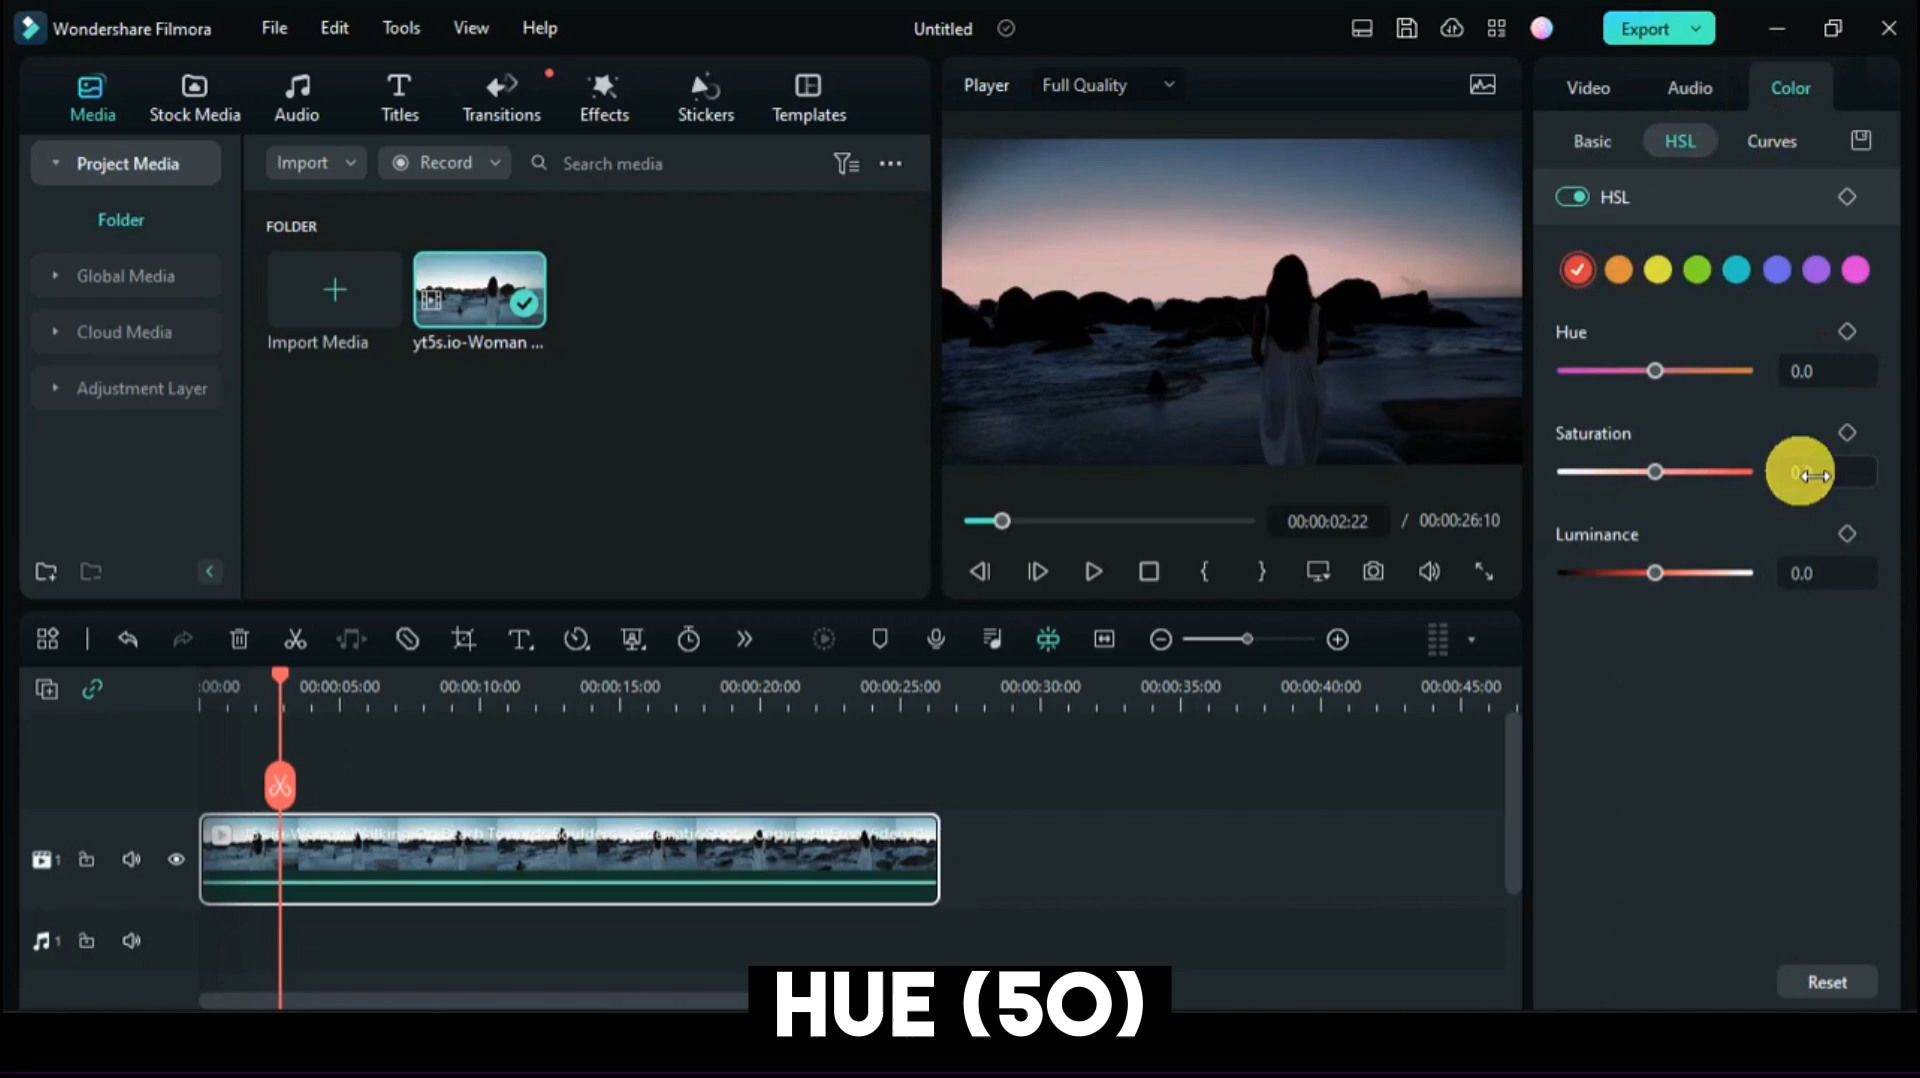 Wondershare Filmora
File
Edit
Tools
View
Help
Untitled
Export
Media
Stock Media
Audio
Titles
Transitions
Effects
Stickers
Templates
Player
Full Quality
Video
Audio
Color
Project Media
Import
Record
Search media
Basic
HSL
Curves
Folder
FOLDER
HSL
Global Media
Cloud Media
Adjustment Layer
Import Media
yt5s.io-Woman ...
Hue
0.0
Saturation
Luminance
0.0
00:00:02:22 / 00:00:26:10
:00:00
00:00:05:00
00:00:10:00
00:00:15:00
00:00:20:00
00:00:25:00
00:00:30:00
00:00:35:00
00:00:40:00
00:00:45:00
1
1
Reset
HUE (50)